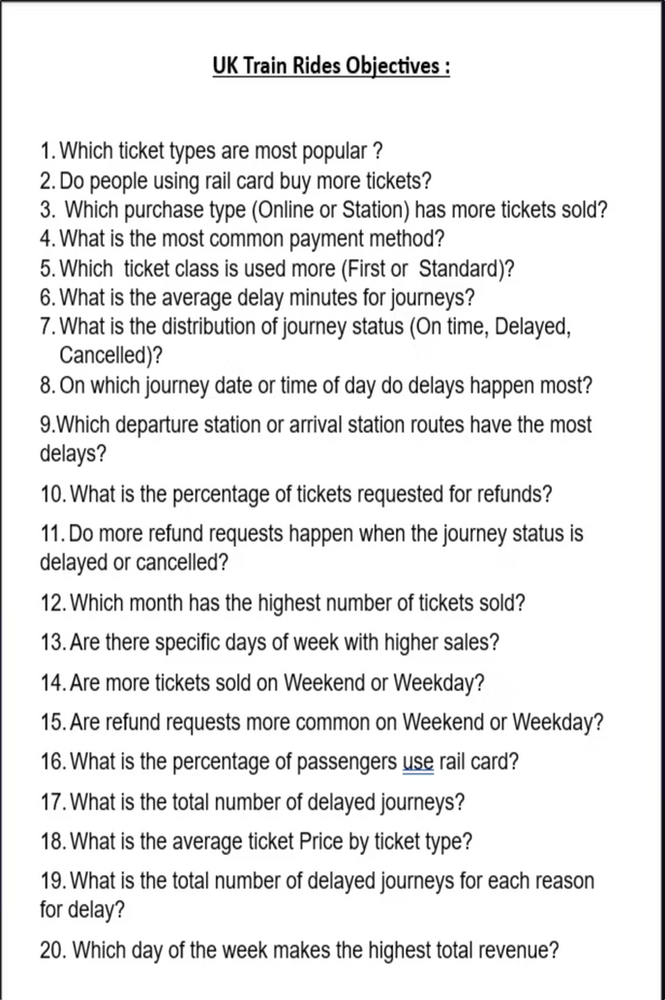 UK Train Rides Objectives :
1. Which ticket types are most popular ?
2. Do people using rail card buy more tickets?
3. Which purchase type (Online or Station) has more tickets sold?
4. What is the most common payment method?
5. Which ticket class is used more (First or Standard)?
6. What is the average delay minutes for journeys?
7. What is the distribution of journey status (On time, Delayed,
Cancelled)?
8. On which journey date or time of day do delays happen most?
9.Which departure station or arrival station routes have the most
delays?
10. What is the percentage of tickets requested for refunds?
11. Do more refund requests happen when the journey status is
delayed or cancelled?
12. Which month has the highest number of tickets sold?
13. Are there specific days of week with higher sales?
14. Are more tickets sold on Weekend or Weekday?
15. Are refund requests more common on Weekend or Weekday?
16. What is the percentage of passengers use rail card?
17. What is the total number of delayed journeys?
18. What is the average ticket Price by ticket type?
19. What is the total number of delayed journeys for each reason
for delay?
20. Which day of the week makes the highest total revenue?